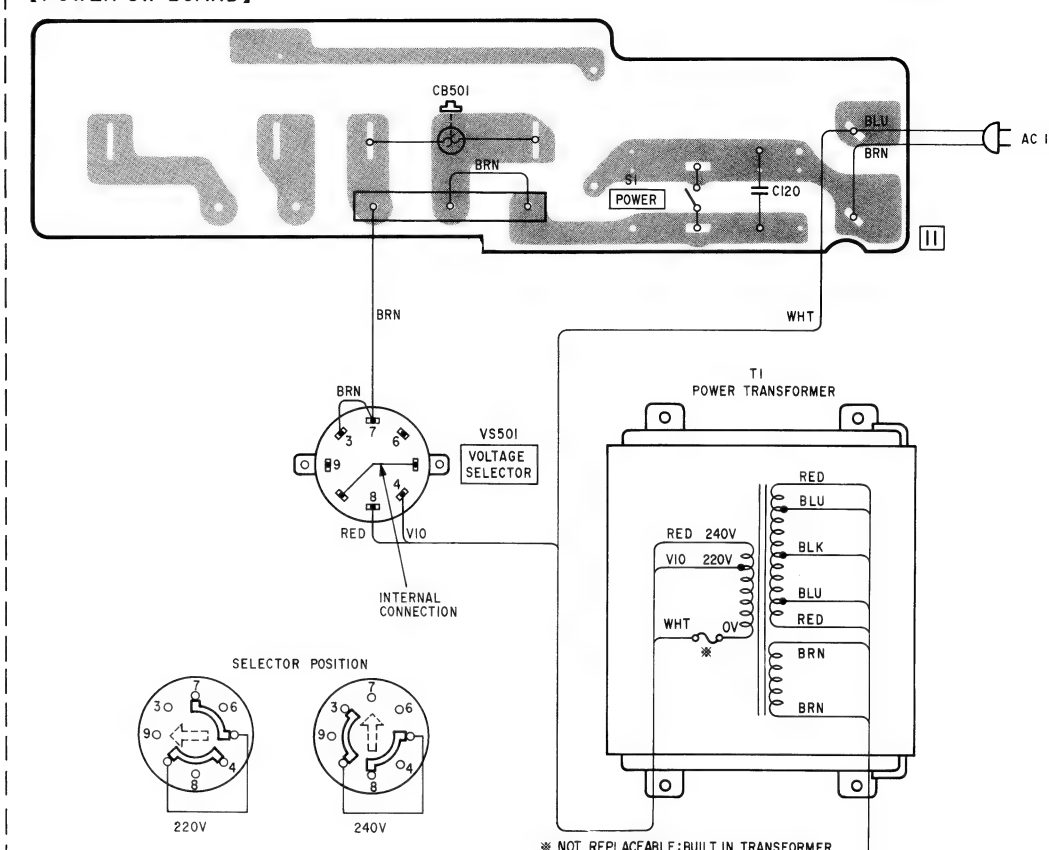 CB501
BLU
AC
BRN
BRN
S1
POWER
C120
11
BRN
WHT
T1
POWER TRANSFORMER
BRN
3
7
6
VS501
VOLTAGE
SELECTOR
9
8
4
RED
VIO
INTERNAL
CONNECTION
RED
BLU
RED 240V
VIO 220V
BLK
BLU
WHT
0V
RED
※
BRN
BRN
SELECTOR POSITION
7
3
6
9
4
8
220V
7
3
6
9
4
8
240V
※ NOT REPLACEABLE:BUILT IN TRANSFORMER